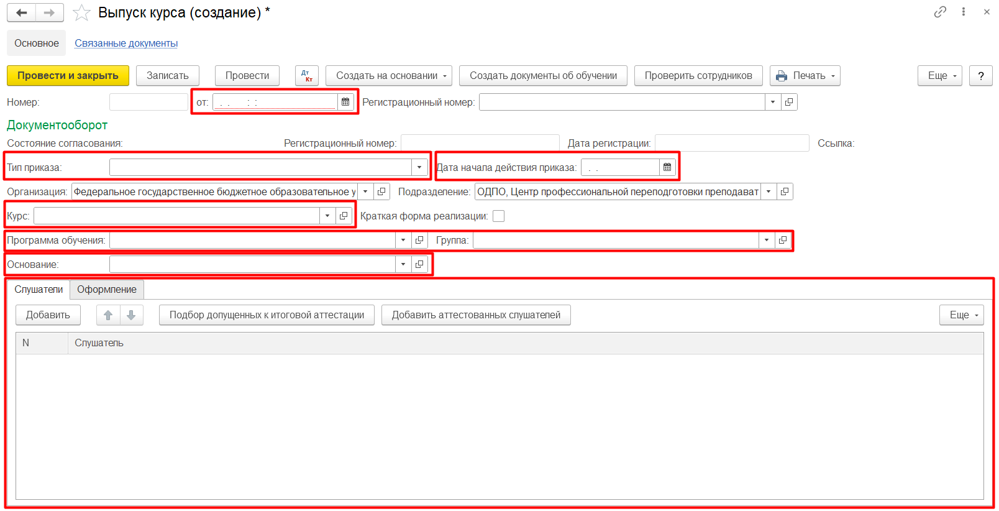 Выпуск курса (создание) *
Основное Связанные документы
Провести и закрыть Записать Провести Дт Кт Создать на основании Создать документы об обучении Проверить сотрудников Печать Еще ?
Номер: от: . . : : Регистрационный номер:
Документооборот
Состояние согласования: Регистрационный номер: Дата регистрации: Ссылка:
Тип приказа: Дата начала действия приказа: . .
Организация: Федеральное государственное бюджетное образовательное у Подразделение: ОДПО, Центр профессиональной переподготовки преподават
Курс: Краткая форма реализации:
Программа обучения: Группа:
Основание:
Слушатели Оформление
Добавить Подбор допущенных к итоговой аттестации Добавить аттестованных слушателей Еще
N Слушатель